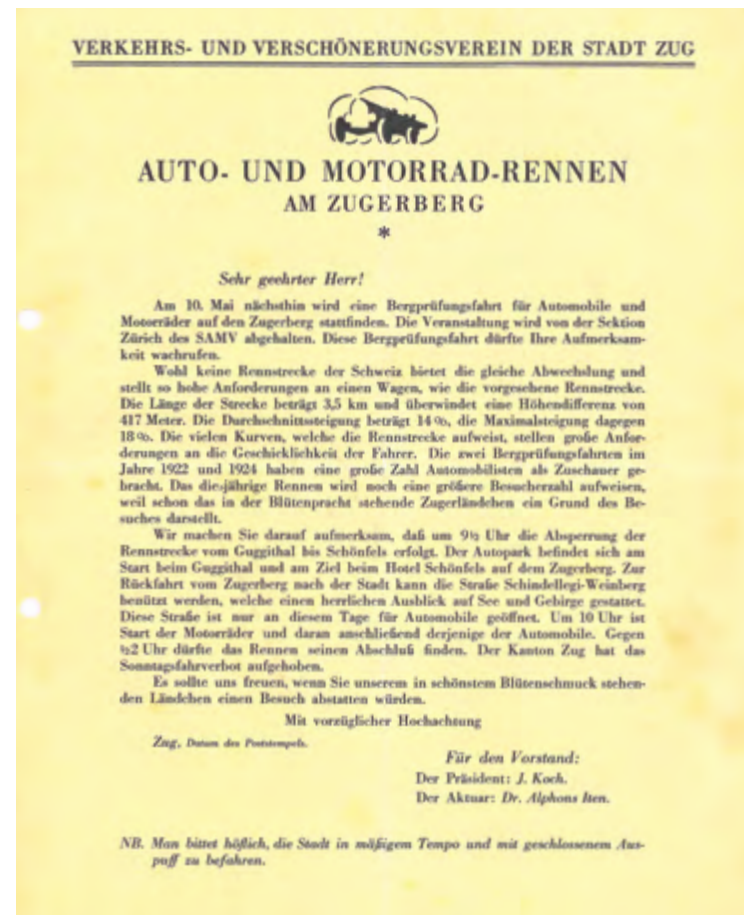 VERKEHRS- UND VERSCHÖNERUNGSVEREIN DER STADT ZUG
AUTO- UND MOTORRAD-RENNEN
AM ZUGERBERG
*
Sehr geehrter Herr!
Am 10. Mai nächsthin wird eine Bergprüfungsfahrt für Automobile und
Motorräder auf den Zugerberg stattfinden. Die Veranstaltung wird von der Sektion
Zürich des SAMV abgehalten. Diese Bergprüfungsfahrt dürfte Ihre Aufmerksam-
keit wachrufen.
Wohl keine Rennstrecke der Schweiz bietet die gleiche Abwechslung und
stellt so hohe Anforderungen an einen Wagen, wie die vorgesehene Rennstrecke.
Die Länge der Strecke beträgt 3,5 km und überwindet eine Höhendifferenz von
417 Meter. Die Durchschnittssteigung beträgt 14 %, die Maximalsteigung dagegen
18 %. Die vielen Kurven, welche die Rennstrecke aufweist, stellen große Anfor-
derungen an die Geschicklichkeit der Fahrer. Die zwei Bergprüfungsfahrten im
Jahre 1922 und 1924 haben eine große Zahl Automobilisten als Zuschauer ge-
bracht. Das diesjährige Rennen wird noch eine größere Besucherzahl aufweisen,
weil schon das in der Blütenpracht stehende Zugerländchen ein Grund des Be-
suches darstellt.
Wir machen Sie darauf aufmerksam, daß um 9½ Uhr die Absperrung der
Rennstrecke vom Guggithal bis Schönfels erfolgt. Der Autopark befindet sich am
Start beim Guggithal und am Ziel beim Hotel Schönfels auf dem Zugerberg. Zur
Rückfahrt vom Zugerberg nach der Stadt kann die Straße Schindellegi-Weinberg
benützt werden, welche einen herrlichen Ausblick auf See und Gebirge gestattet.
Diese Straße ist nur an diesem Tage für Automobile geöffnet. Um 10 Uhr ist
Start der Motorräder und daran anschließend derjenige der Automobile. Gegen
½2 Uhr dürfte das Rennen seinen Abschluß finden. Der Kanton Zug hat das
Sonntagsfahrverbot aufgehoben.
Es sollte uns freuen, wenn Sie unserem in schönstem Blütenschmuck stehen-
den Ländchen einen Besuch abstatten würden.
Mit vorzüglicher Hochachtung
Zug, Datum des Poststempels.
Für den Vorstand:
Der Präsident: J. Koch.
Der Aktuar: Dr. Alphons Iten.
NB. Man bittet höflich, die Stadt in mäßigem Tempo und mit geschlossenem Aus-
puff zu befahren.